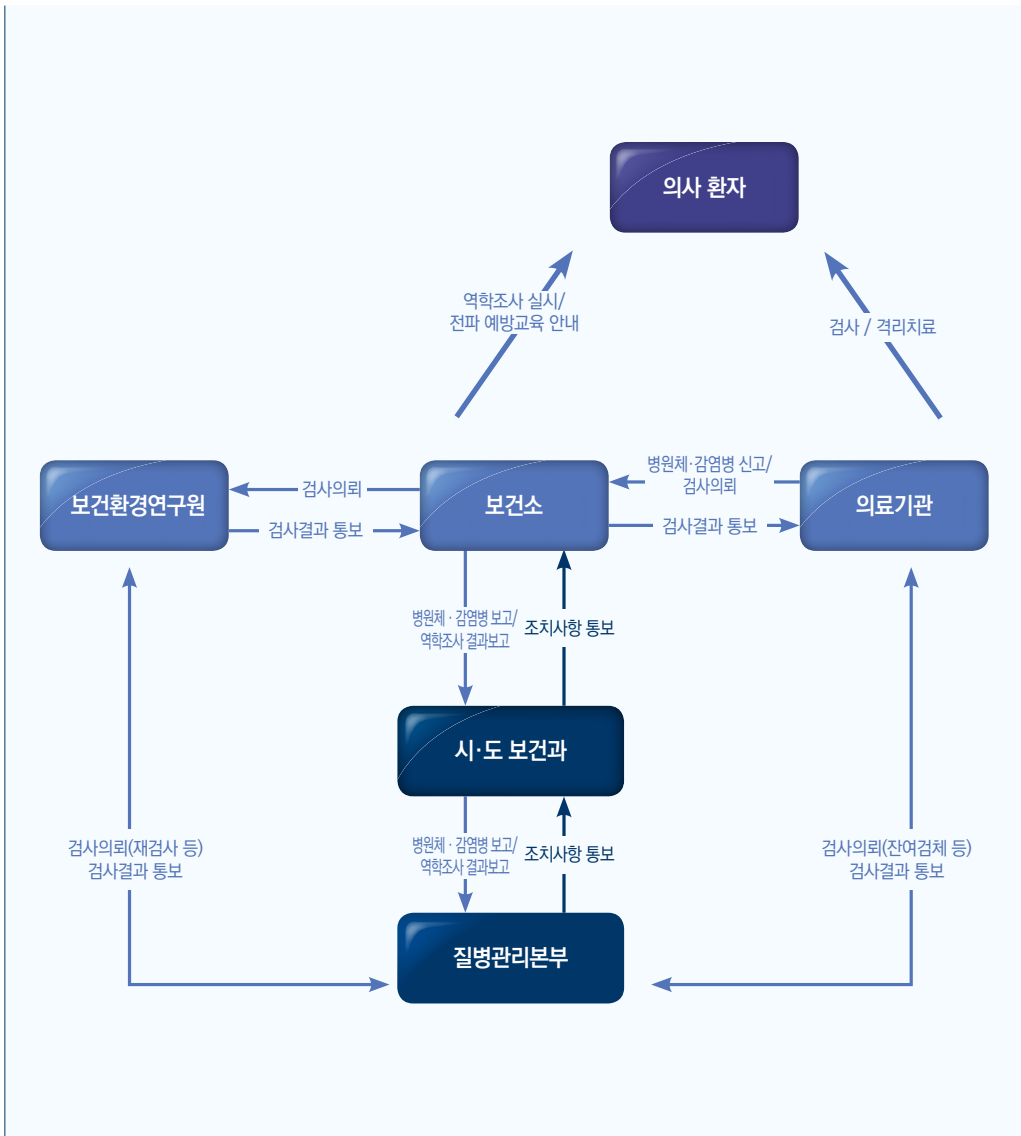 의사 환자
역학조사 실시/
전파 예방교육 안내
검사 / 격리치료
보건환경연구원
검사의뢰
검사결과 통보
보건소
병원체·감염병 신고/
검사의뢰
검사결과 통보
의료기관
병원체·감염병 보고/
역학조사 결과보고
조치사항 통보
시·도 보건과
병원체·감염병 보고/
역학조사 결과보고
조치사항 통보
검사의뢰(재검사 등)
검사결과 통보
검사의뢰(잔여검체 등)
검사결과 통보
질병관리본부